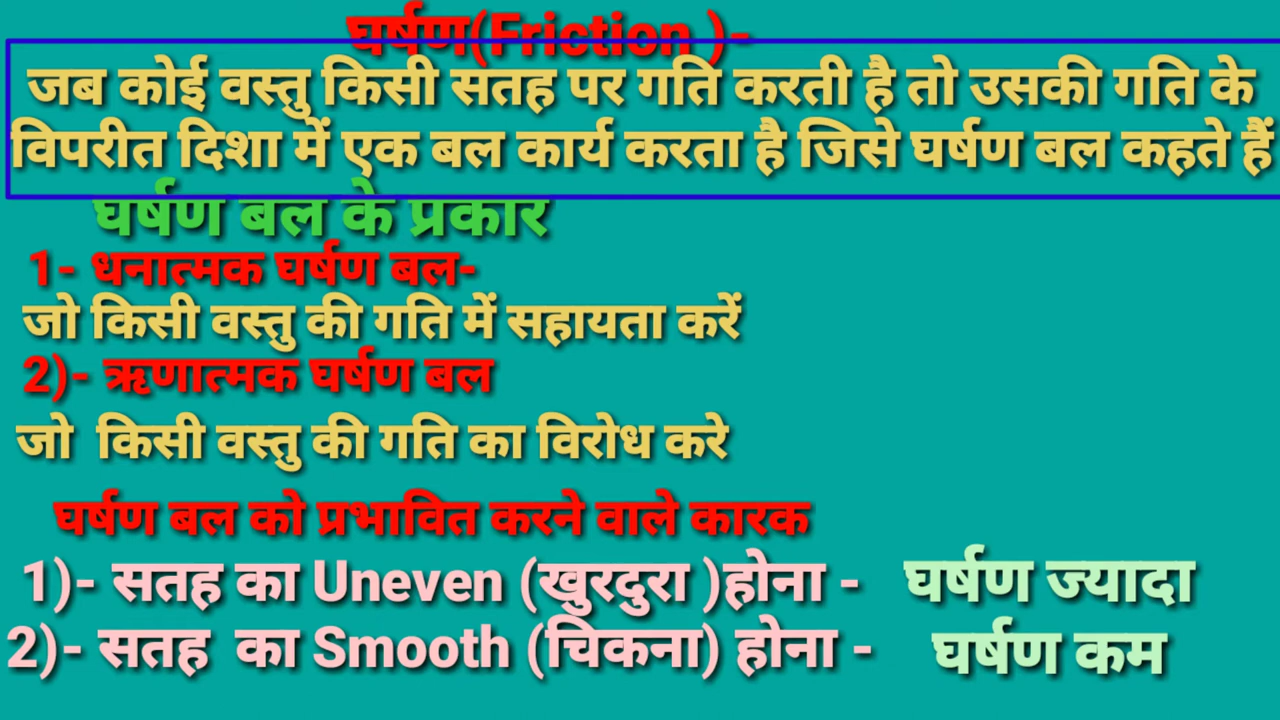 घर्षण(Friction )-
जब कोई वस्तु किसी सतह पर गति करती है तो उसकी गति के
विपरीत दिशा में एक बल कार्य करता है जिसे घर्षण बल कहते हैं
घर्षण बल के प्रकार
1- धनात्मक घर्षण बल-
जो किसी वस्तु की गति में सहायता करें
2)- ऋणात्मक घर्षण बल
जो किसी वस्तु की गति का विरोध करे
घर्षण बल को प्रभावित करने वाले कारक
1)- सतह का Uneven (खुरदुरा )होना - घर्षण ज्यादा
2)- सतह का Smooth (चिकना) होना - घर्षण कम